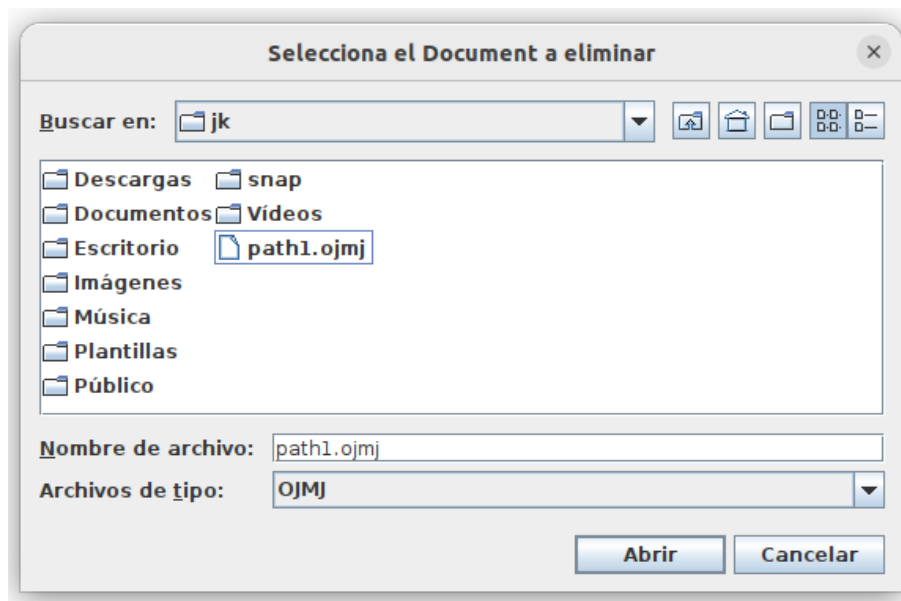 Selecciona el Document a eliminar
Buscar en: jk
Descargas snap
Documentos Vídeos
Escritorio path1.ojmj
Imágenes
Música
Plantillas
Público
Nombre de archivo: path1.ojmj
Archivos de tipo: OJMJ
Abrir Cancelar